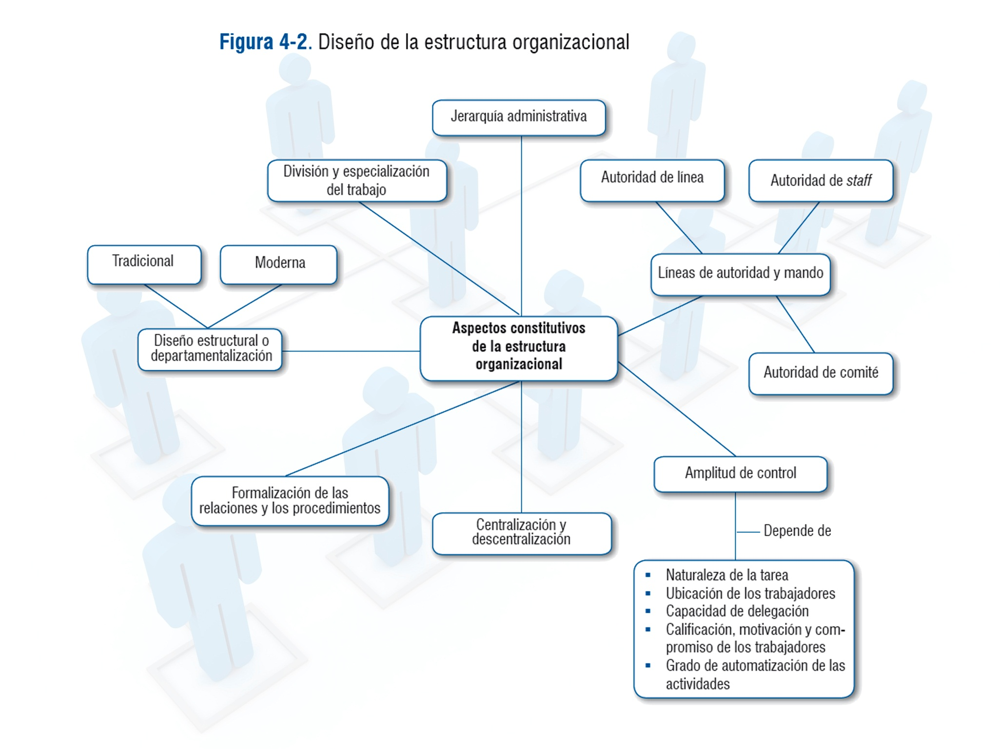 Figura 4-2. Diseño de la estructura organizacional
Jerarquía administrativa
División y especialización
del trabajo
Autoridad de línea
Autoridad de staff
Tradicional
Moderna
Líneas de autoridad y mando
Diseño estructural o
departamentalización
Aspectos constitutivos
de la estructura
organizacional
Autoridad de comité
Formalización de las
relaciones y los procedimientos
Centralización y
descentralización
Amplitud de control
Depende de
▪ Naturaleza de la tarea
▪ Ubicación de los trabajadores
▪ Capacidad de delegación
▪ Calificación, motivación y com-
promiso de los trabajadores
▪ Grado de automatización de las
actividades